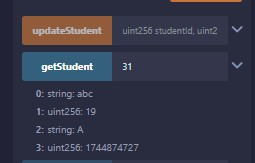 updateStudent uint256 studentId, uint2
getStudent 31
0: string: abc
1: uint256: 19
2: string: A
3: uint256: 1744874727